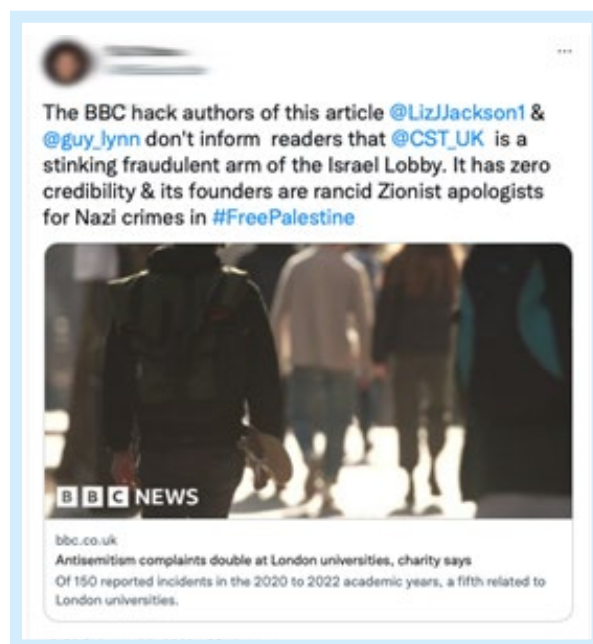 The BBC hack authors of this article @LizJJackson1 &
@guy_lynn don't inform readers that @CST_UK is a
stinking fraudulent arm of the Israel Lobby. It has zero
credibility & its founders are rancid Zionist apologists
for Nazi crimes in #FreePalestine
BBC NEWS
bbc.co.uk
Antisemitism complaints double at London universities, charity says
Of 150 reported incidents in the 2020 to 2022 academic years, a fifth related to
London universities.